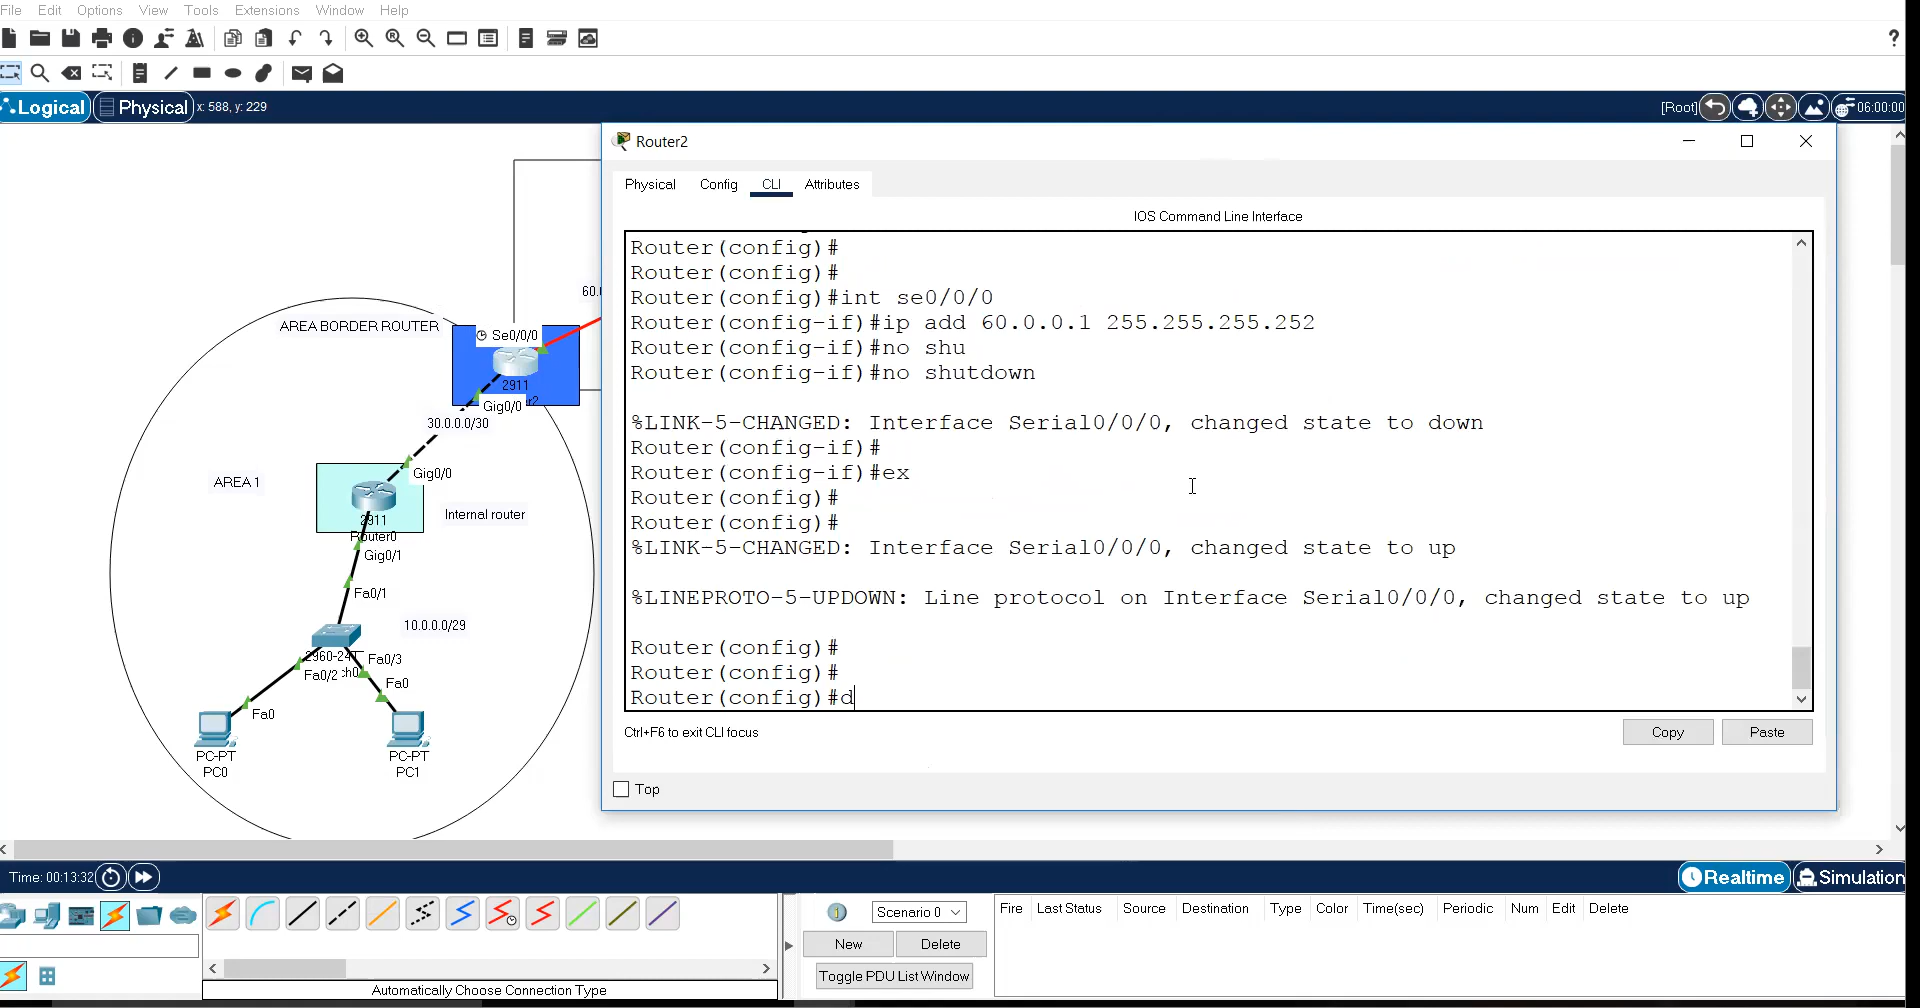 File Edit Options View Tools Extensions Window Help
?
Logical Physical x: 588, y: 229 [Root] 06:00:00
Router2
Physical Config CLI Attributes
IOS Command Line Interface
Router(config)#
Router(config)#
Router(config)#int se0/0/0
Router(config-if)#ip add 60.0.0.1 255.255.255.252
Router(config-if)#no shu
Router(config-if)#no shutdown
%LINK-5-CHANGED: Interface Serial0/0/0, changed state to down
Router(config-if)#
Router(config-if)#ex
Router(config)#
Router(config)#
%LINK-5-CHANGED: Interface Serial0/0/0, changed state to up
%LINEPROTO-5-UPDOWN: Line protocol on Interface Serial0/0/0, changed state to up
Router(config)#
Router(config)#
Router(config)#d
Ctrl+F6 to exit CLI focus
Copy Paste
Top
AREA BORDER ROUTER
Se0/0/0
2911
Gig0/0
30.0.0.0/30
Gig0/0
AREA 1
2911
Router0
Internal router
Gig0/1
Fa0/1
10.0.0.0/29
2960-24T
Fa0/3
Fa0/2
Fa0
Fa0
PC-PT
PC0
PC-PT
PC1
Time: 00:13:32
Realtime Simulation
Scenario 0
New Delete
Toggle PDU List Window
Fire Last Status Source Destination Type Color Time(sec) Periodic Num Edit Delete
Automatically Choose Connection Type